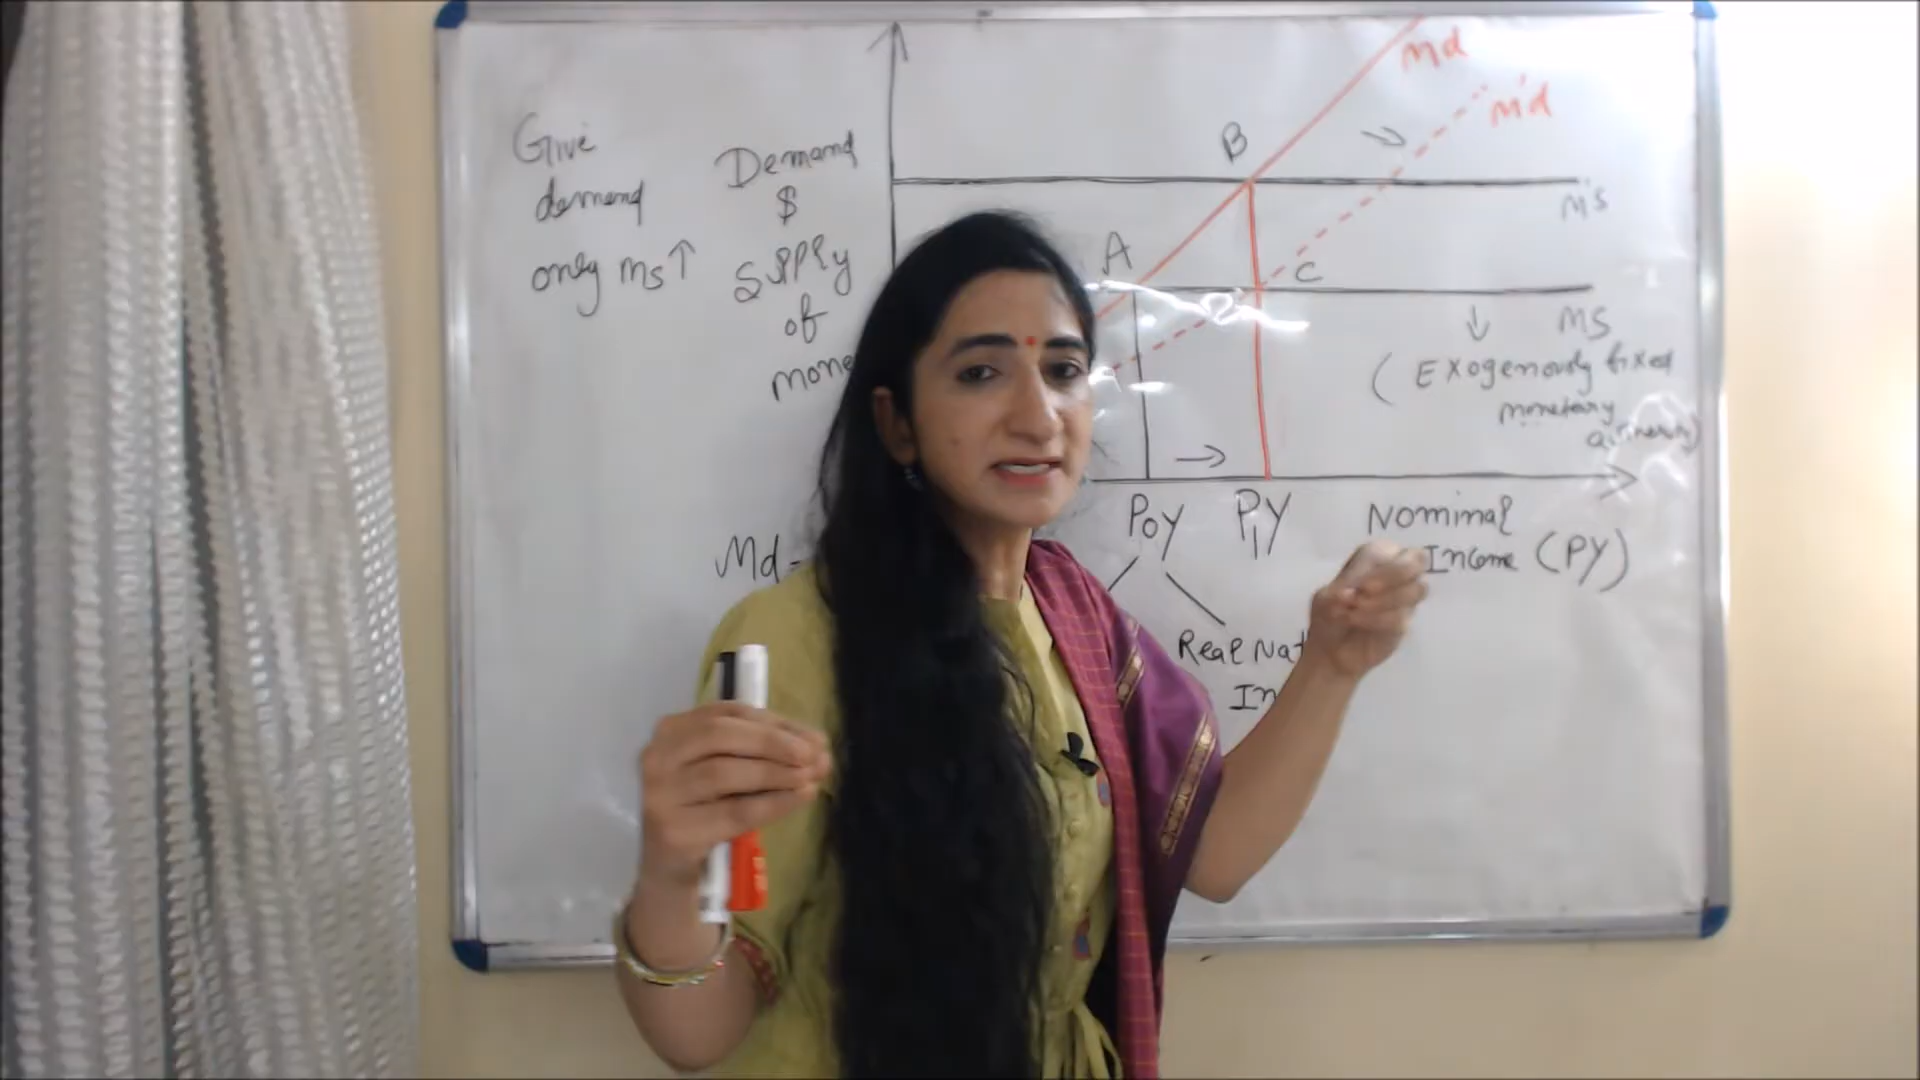 Give
demand
only Ms↑
Demand
$
Supply
of
mone
Md
M'd
B
M's
A
C
Ms
↓
(Exogenously fixed
monetary
→
P₀Y
P₁Y
Nominal
Income (PY)
Md -
Real Nat
In